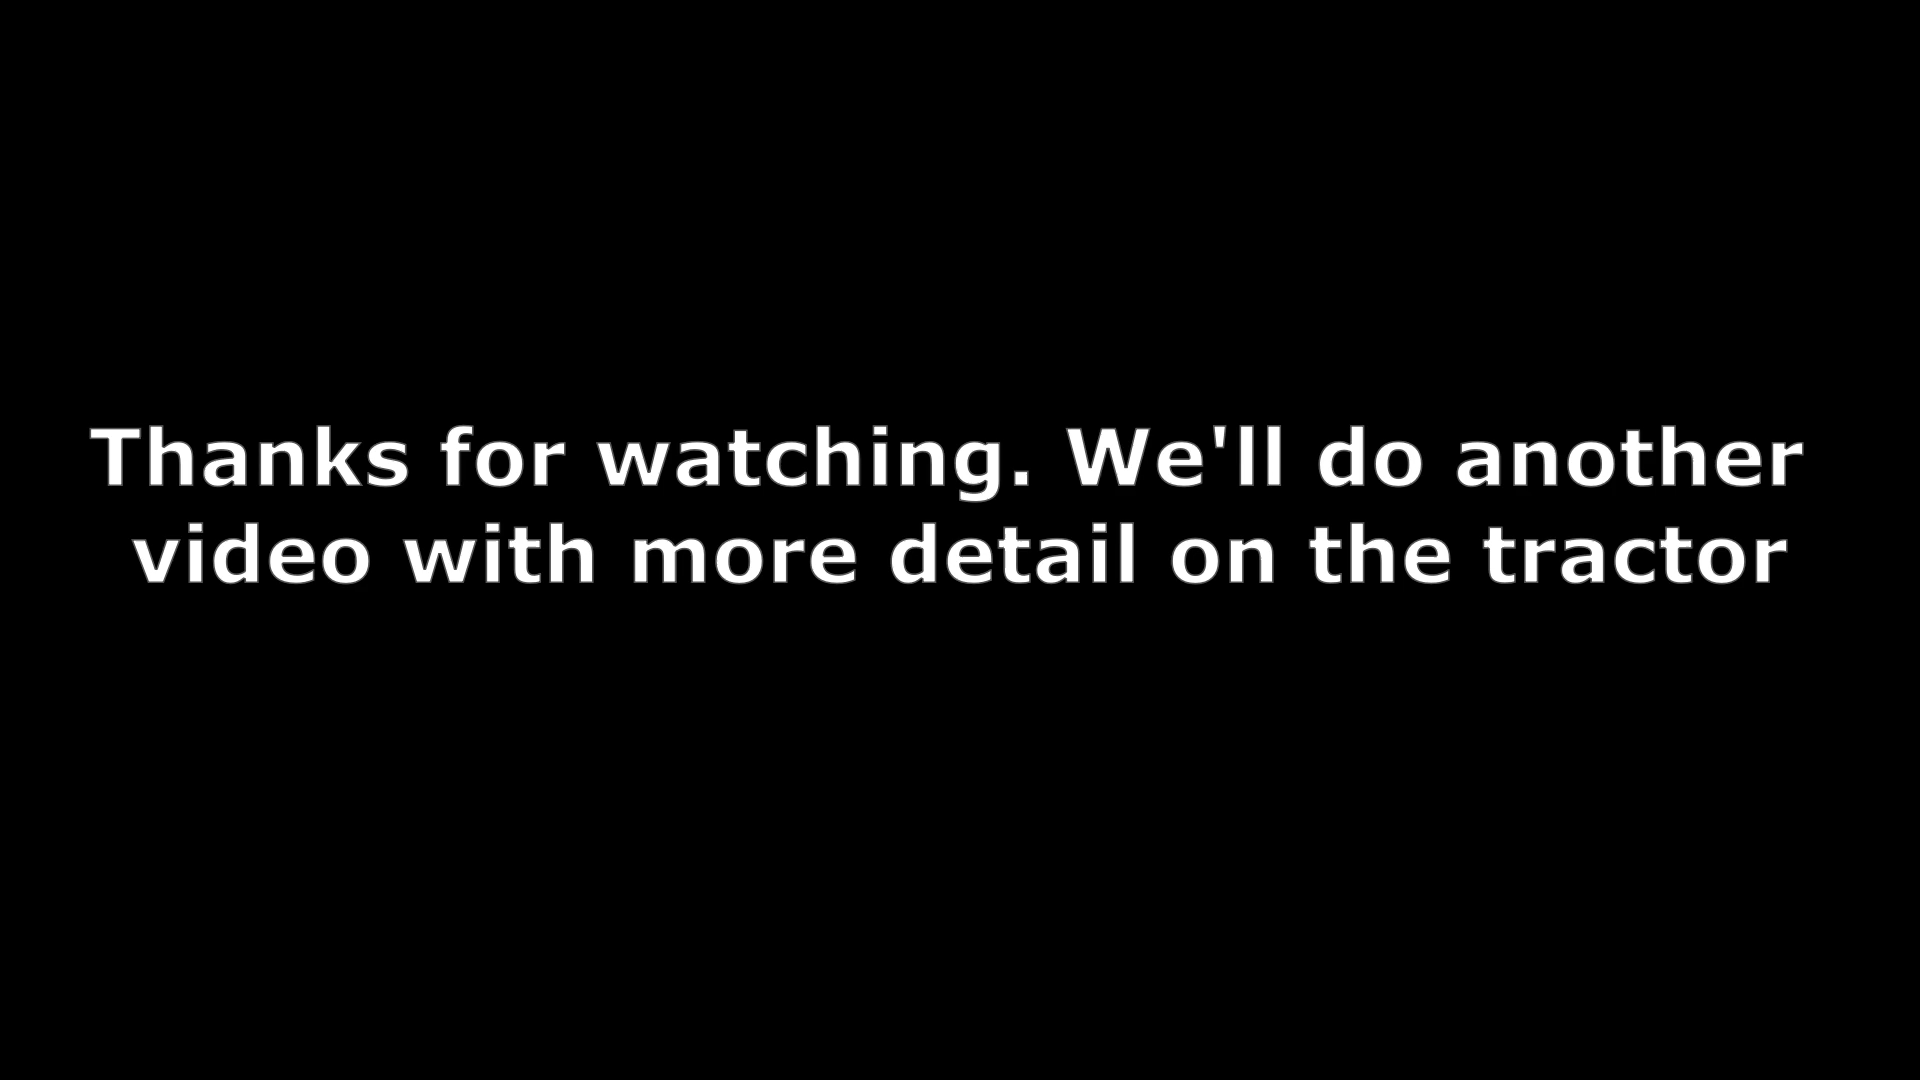 Thanks for watching. We'll do another
video with more detail on the tractor